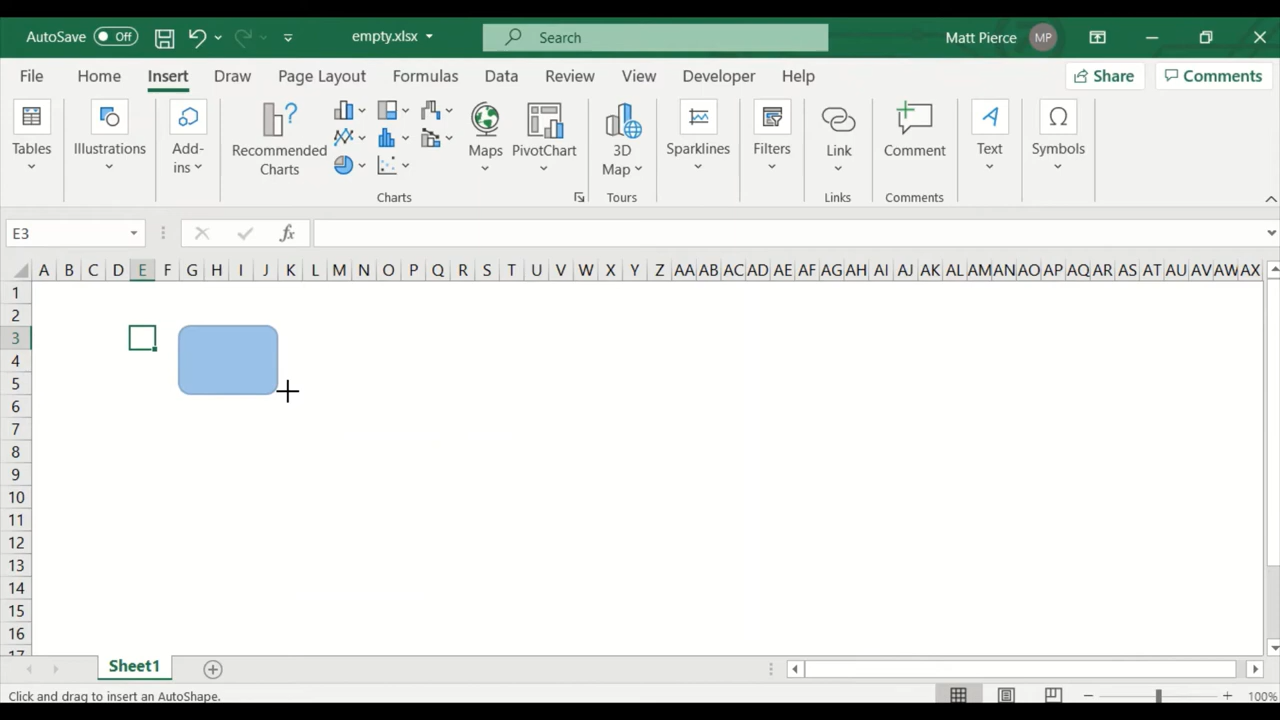 AutoSave Off empty.xlsx Search Matt Pierce MP
File Home Insert Draw Page Layout Formulas Data Review View Developer Help Share Comments
Tables Illustrations Add-ins Recommended Charts Maps PivotChart 3D Map Sparklines Filters Link Comment Text Symbols
Charts Tours Links Comments
E3 fx
A B C D E F G H I J K L M N O P Q R S T U V W X Y Z AA AB AC AD AE AF AG AH AI AJ AK AL AM AN AO AP AQ AR AS AT AU AV AW AX
1
2
3
4
5
6
7
8
9
10
11
12
13
14
15
16
17
Sheet1
Click and drag to insert an AutoShape. 100%